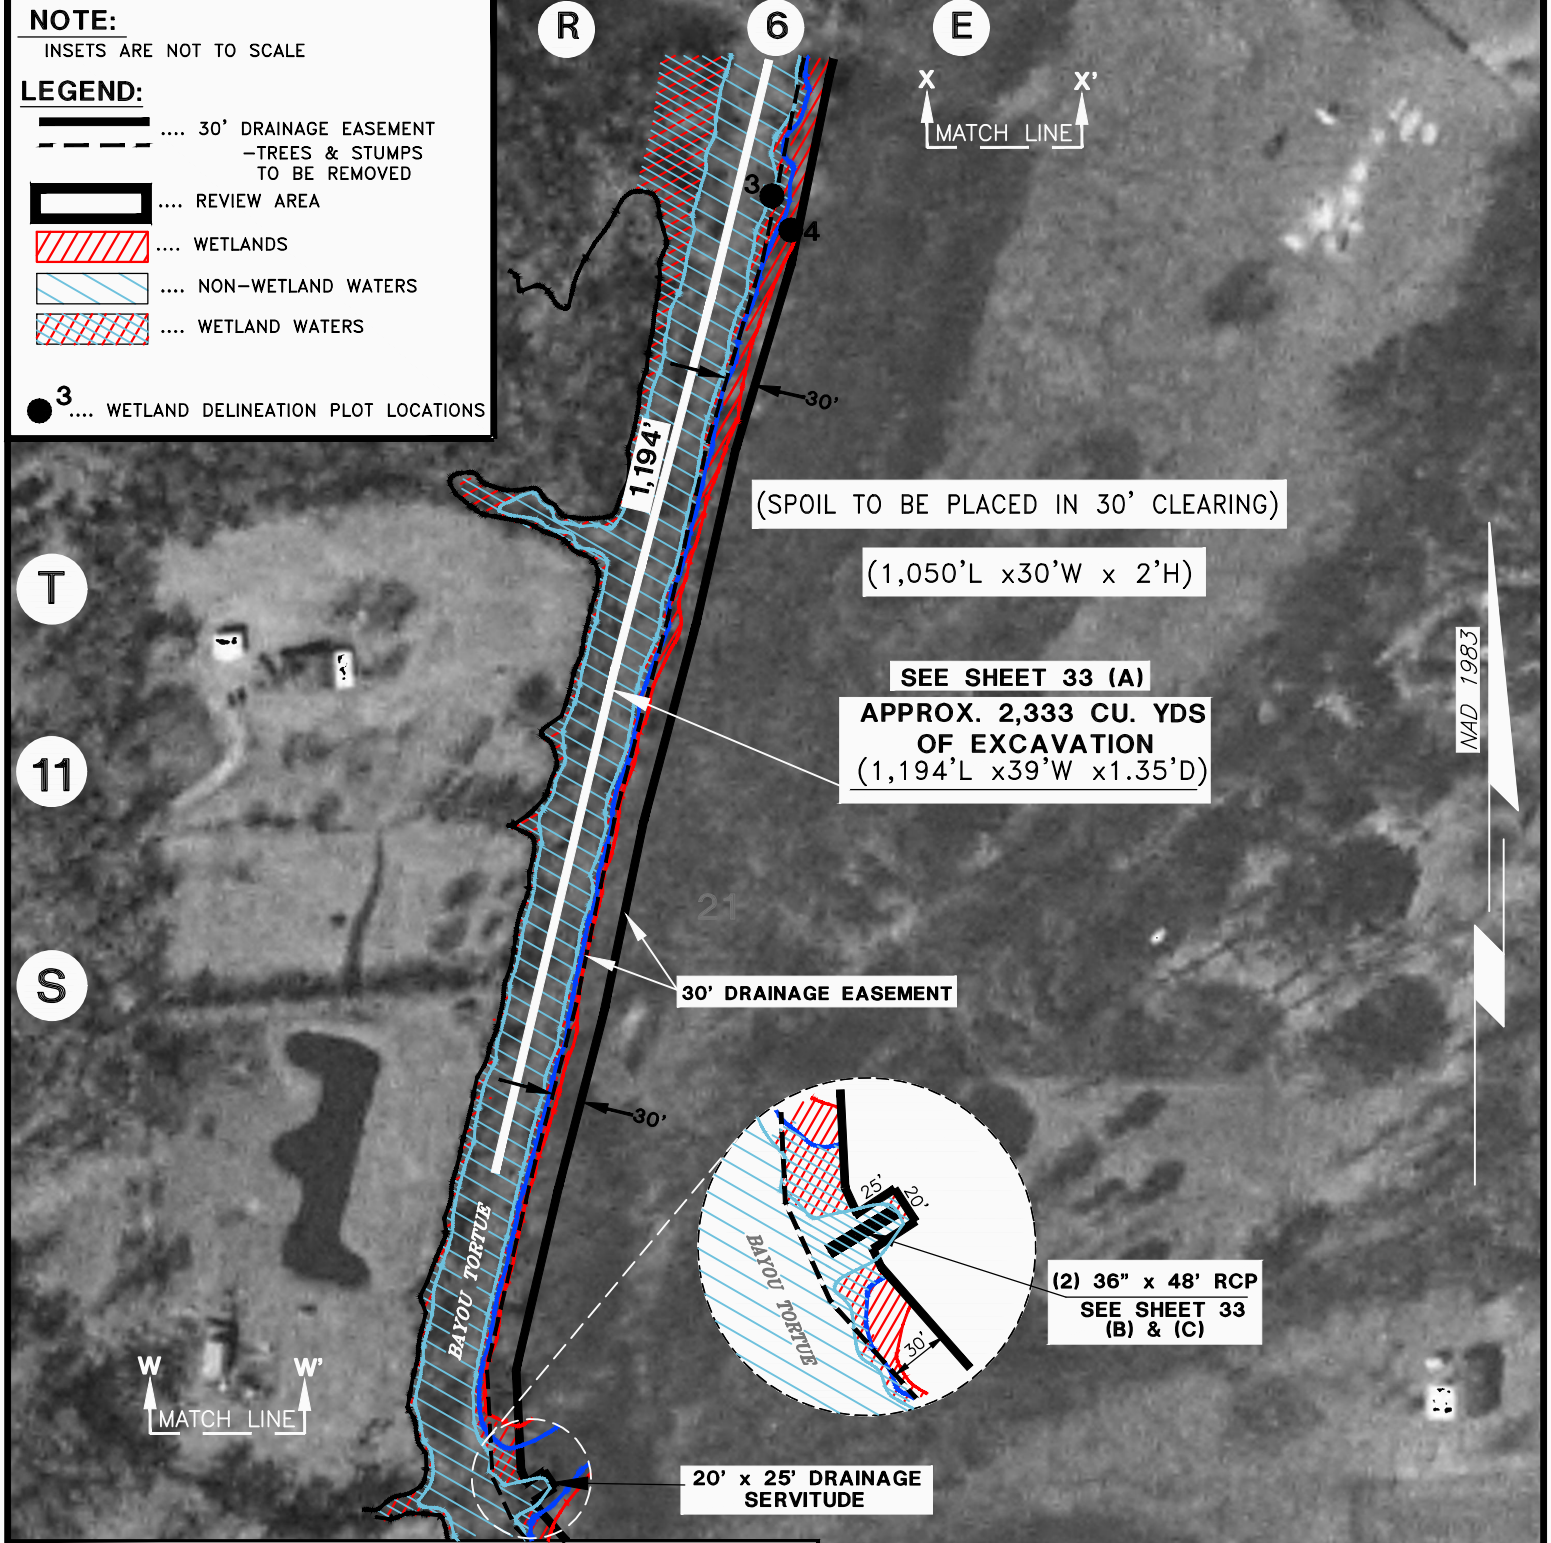 NOTE:
INSETS ARE NOT TO SCALE
LEGEND:
.... 30' DRAINAGE EASEMENT
-TREES & STUMPS
TO BE REMOVED
.... REVIEW AREA
.... WETLANDS
.... NON-WETLAND WATERS
.... WETLAND WATERS
3
.... WETLAND DELINEATION PLOT LOCATIONS
R
6
E
X X'
MATCH LINE
3
4
30'
1,194'
(SPOIL TO BE PLACED IN 30' CLEARING)
(1,050'L x30'W x 2'H)
T
SEE SHEET 33 (A)
APPROX. 2,333 CU. YDS
OF EXCAVATION
(1,194'L x39'W x1.35'D)
NAD 1983
11
21
S
30' DRAINAGE EASEMENT
30'
BAYOU TORTUE
25'
20'
BAYOU TORTUE
30'
(2) 36" x 48' RCP
SEE SHEET 33
(B) & (C)
W W'
MATCH LINE
20' x 25' DRAINAGE
SERVITUDE